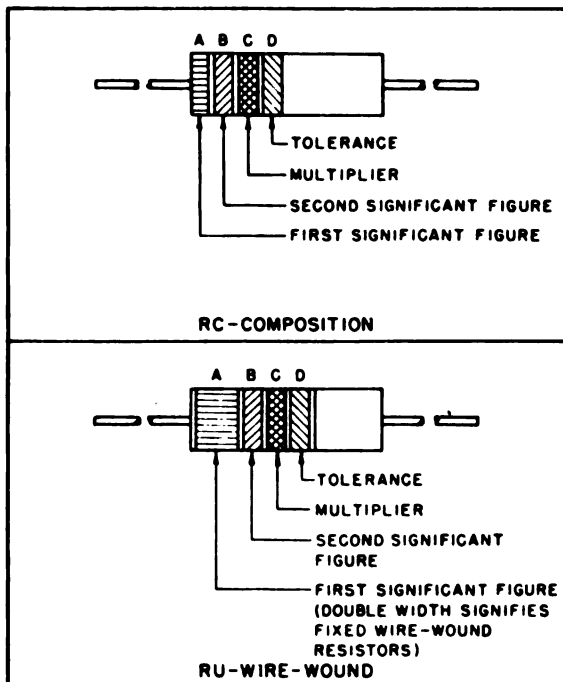 A B C D
TOLERANCE
MULTIPLIER
SECOND SIGNIFICANT FIGURE
FIRST SIGNIFICANT FIGURE
RC-COMPOSITION
A B C D
TOLERANCE
MULTIPLIER
SECOND SIGNIFICANT
FIGURE
FIRST SIGNIFICANT FIGURE
(DOUBLE WIDTH SIGNIFIES
FIXED WIRE-WOUND
RESISTORS)
RU-WIRE-WOUND